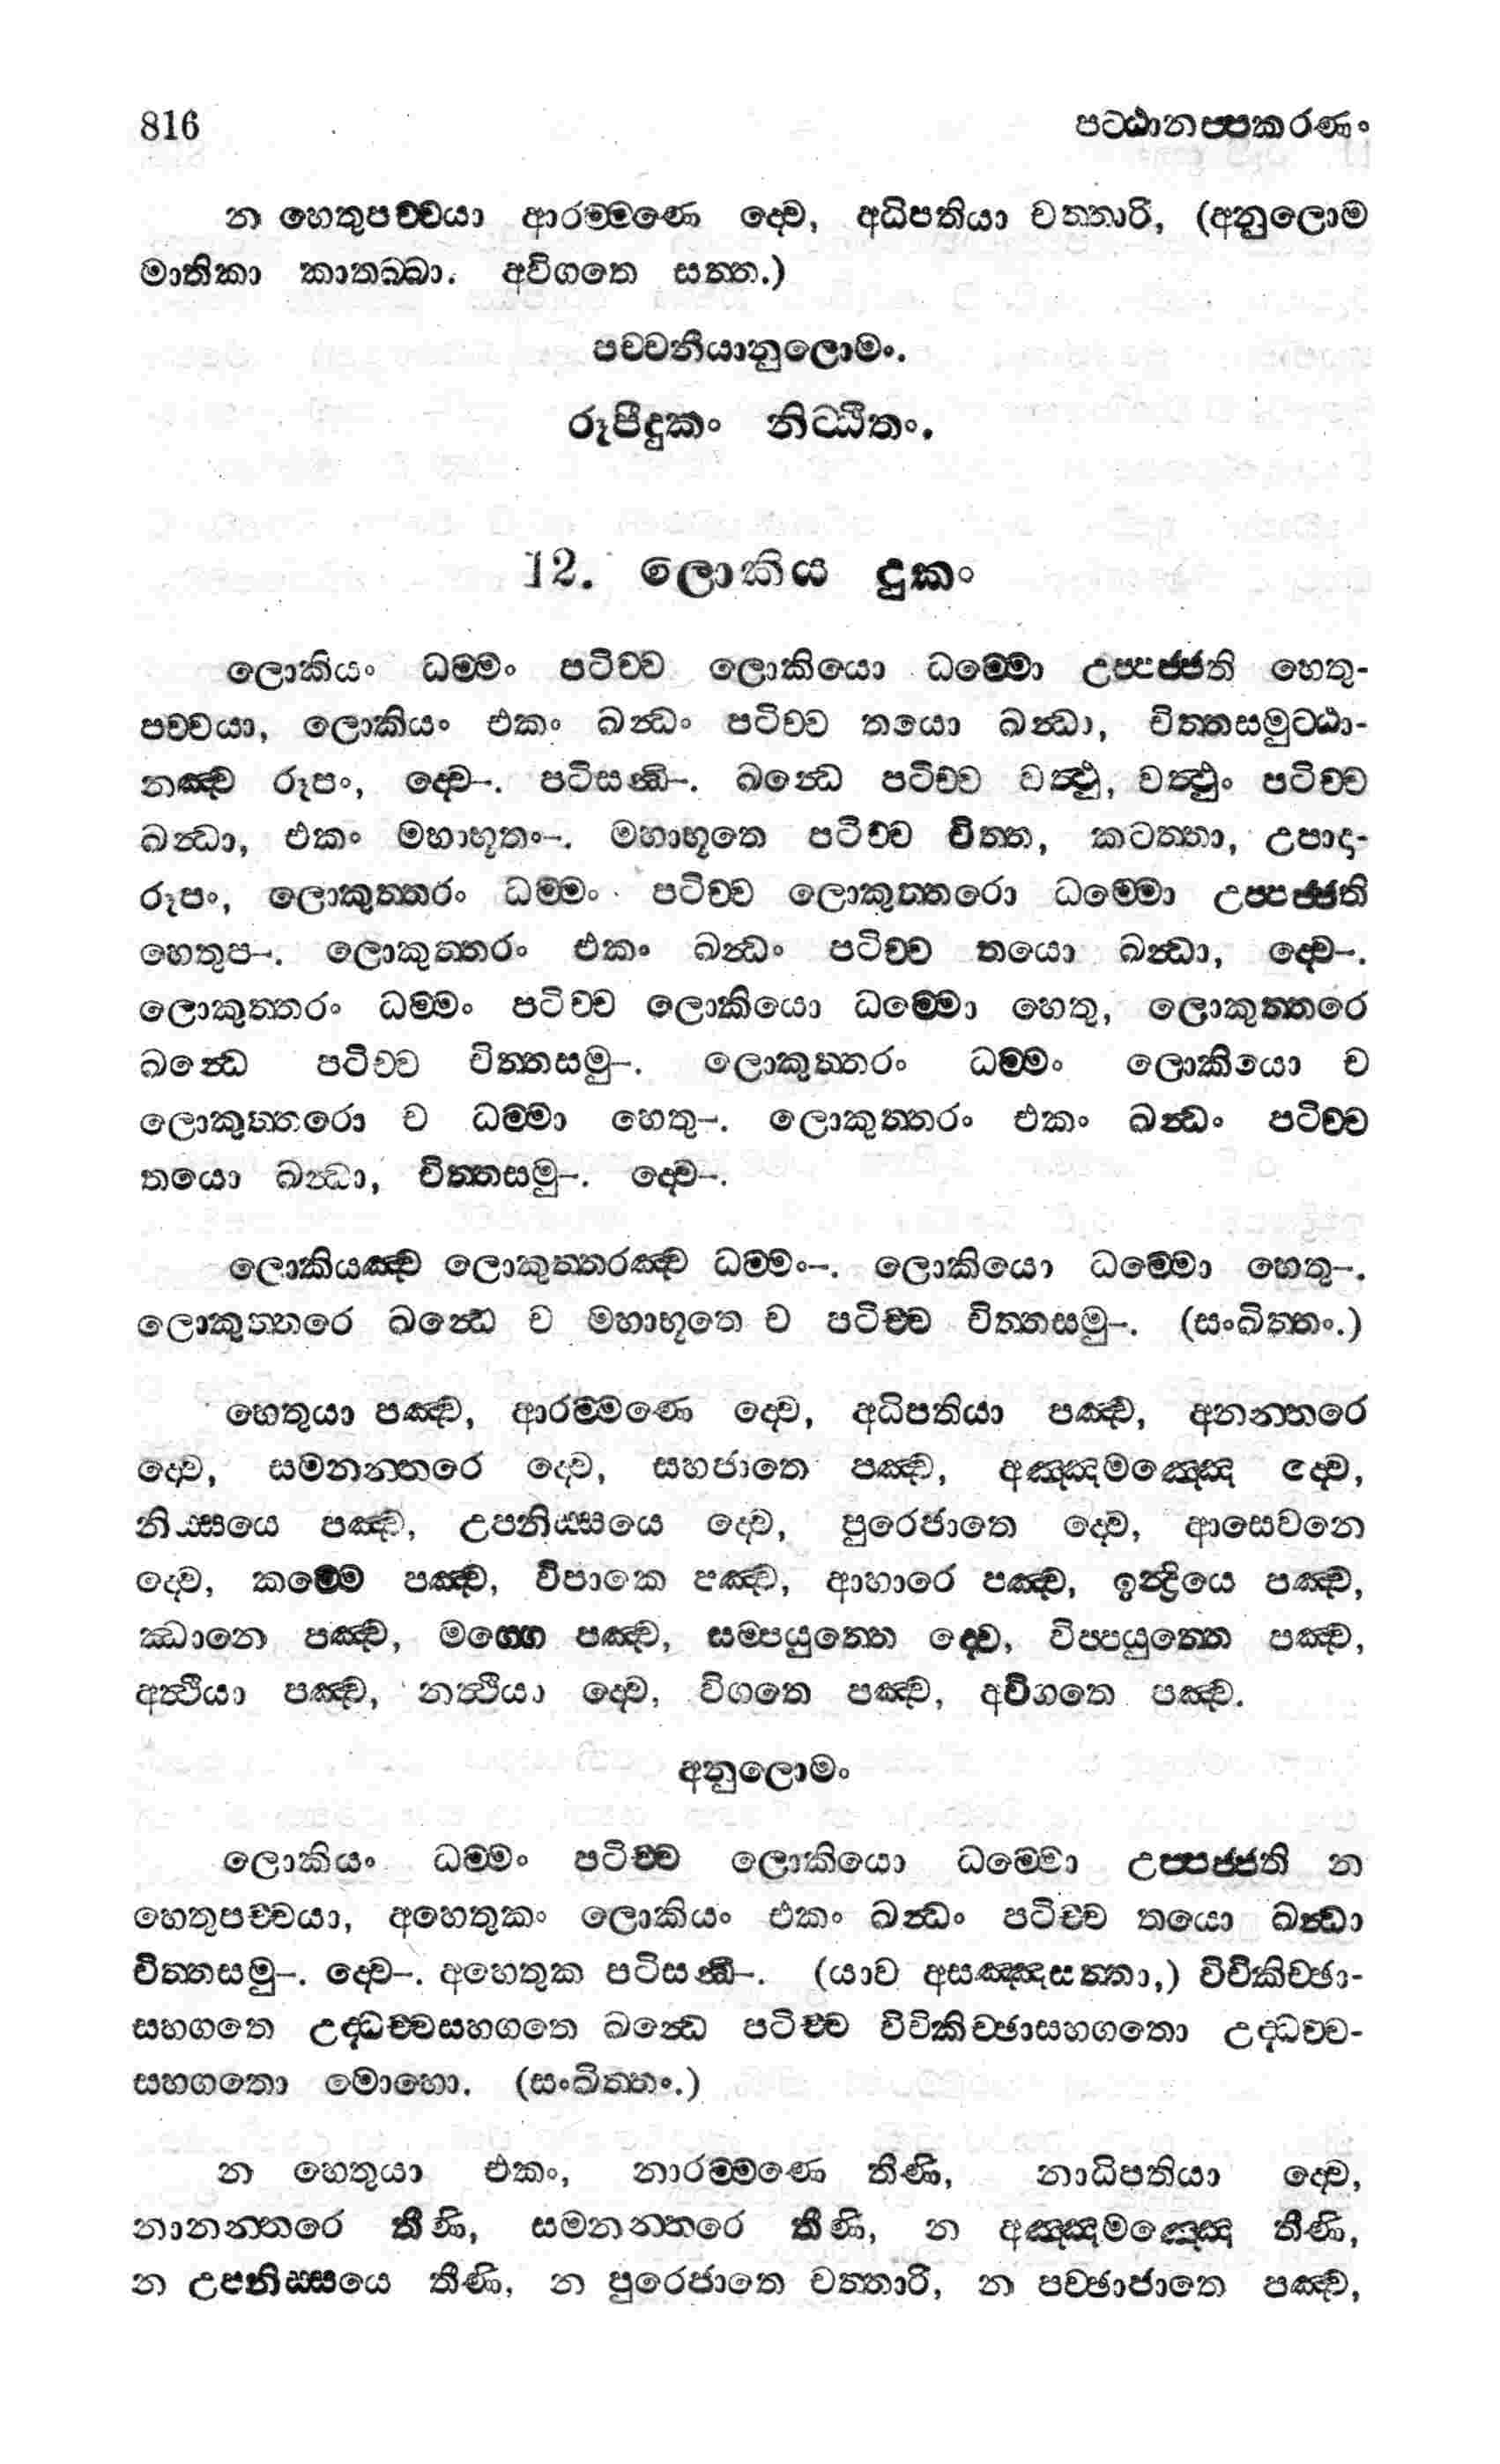 816 පට්ඨානප්පකරණං
න හෙතුපච්චයා ආරම්මණෙ ද්වෙ, අධිපතියා චත්තාරි, (අනුලොම
මාතිකා කාතබ්බා. අවිගතෙ සත්ත.)
පච්චනීයානුලොමං.
රූපීදුකං නිට්ඨිතං.
12. ලොකිය දුකං
ලොකියං ධම්මං පටිච්ච ලොකියො ධම්මො උප්පජ්ජති හෙතු-
පච්චයා, ලොකියං එකං ඛන්ධං පටිච්ච තයො ඛන්ධා, චිත්තසමුට්ඨා-
නඤ්ච රූපං, ද්වෙ–. පටිසන්ධි–. ඛන්ධෙ පටිච්ච වත්ථු, වත්ථුං පටිච්ච
ඛන්ධා, එකං මහාභූතං–. මහාභූතෙ පටිච්ච චිත්ත, කටත්තා, උපාදා-
රූපං, ලොකුත්තරං ධම්මං පටිච්ච ලොකුත්තරො ධම්මො උප්පජ්ජති
හෙතුප–. ලොකුත්තරං එකං ඛන්ධං පටිච්ච තයො ඛන්ධා, ද්වෙ–.
ලොකුත්තරං ධම්මං පටිච්ච ලොකියො ධම්මො හෙතු, ලොකුත්තරෙ
ඛන්ධෙ පටිච්ච චිත්තසමු–. ලොකුත්තරං ධම්මං ලොකියො ච
ලොකුත්තරො ච ධම්මා හෙතු–. ලොකුත්තරං එකං ඛන්ධං පටිච්ච
තයො ඛන්ධා, චිත්තසමු–. ද්වෙ–.
ලොකියඤ්ච ලොකුත්තරඤ්ච ධම්මං–. ලොකියො ධම්මො හෙතු–.
ලොකුත්තරෙ ඛන්ධෙ ච මහාභූතෙ ච පටිච්ච චිත්තසමු–. (සංඛිත්තං.)
හෙතුයා පඤ්ච, ආරම්මණෙ ද්වෙ, අධිපතියා පඤ්ච, අනන්තරෙ
ද්වෙ, සමනන්තරෙ ද්වෙ, සහජාතෙ පඤ්ච, අඤ්ඤමඤ්ඤෙ ද්වෙ,
නිස්සයෙ පඤ්ච, උපනිස්සයෙ ද්වෙ, පුරෙජාතෙ ද්වෙ, ආසෙවනෙ
ද්වෙ, කම්මෙ පඤ්ච, විපාකෙ පඤ්ච, ආහාරෙ පඤ්ච, ඉන්ද්‍රියෙ පඤ්ච,
ඣානෙ පඤ්ච, මග්ගෙ පඤ්ච, සම්පයුත්තෙ ද්වෙ, විප්පයුත්තෙ පඤ්ච,
අත්ථියා පඤ්ච, නත්ථියා ද්වෙ, විගතෙ පඤ්ච, අවිගතෙ පඤ්ච.
අනුලොමං
ලොකියං ධම්මං පටිච්ච ලොකියො ධම්මො උප්පජ්ජති න
හෙතුපච්චයා, අහෙතුකං ලොකියං එකං ඛන්ධං පටිච්ච තයො ඛන්ධා
චිත්තසමු–. ද්වෙ–. අහෙතුක පටිසන්ධි–. (යාව අසඤ්ඤසත්තා,) විචිකිච්ඡා-
සහගතෙ උද්ධච්චසහගතෙ ඛන්ධෙ පටිච්ච විචිකිච්ඡාසහගතො උද්ධච්ච-
සහගතො මොහො. (සංඛිත්තං.)
න හෙතුයා එකං, නාරම්මණෙ තීණි, නාධිපතියා ද්වෙ,
නානන්තරෙ තීණි, සමනන්තරෙ තීණි, න අඤ්ඤමඤ්ඤෙ තීණි,
න උපනිස්සයෙ තීණි, න පුරෙජාතෙ චත්තාරි, න පච්ඡාජාතෙ පඤ්ච,